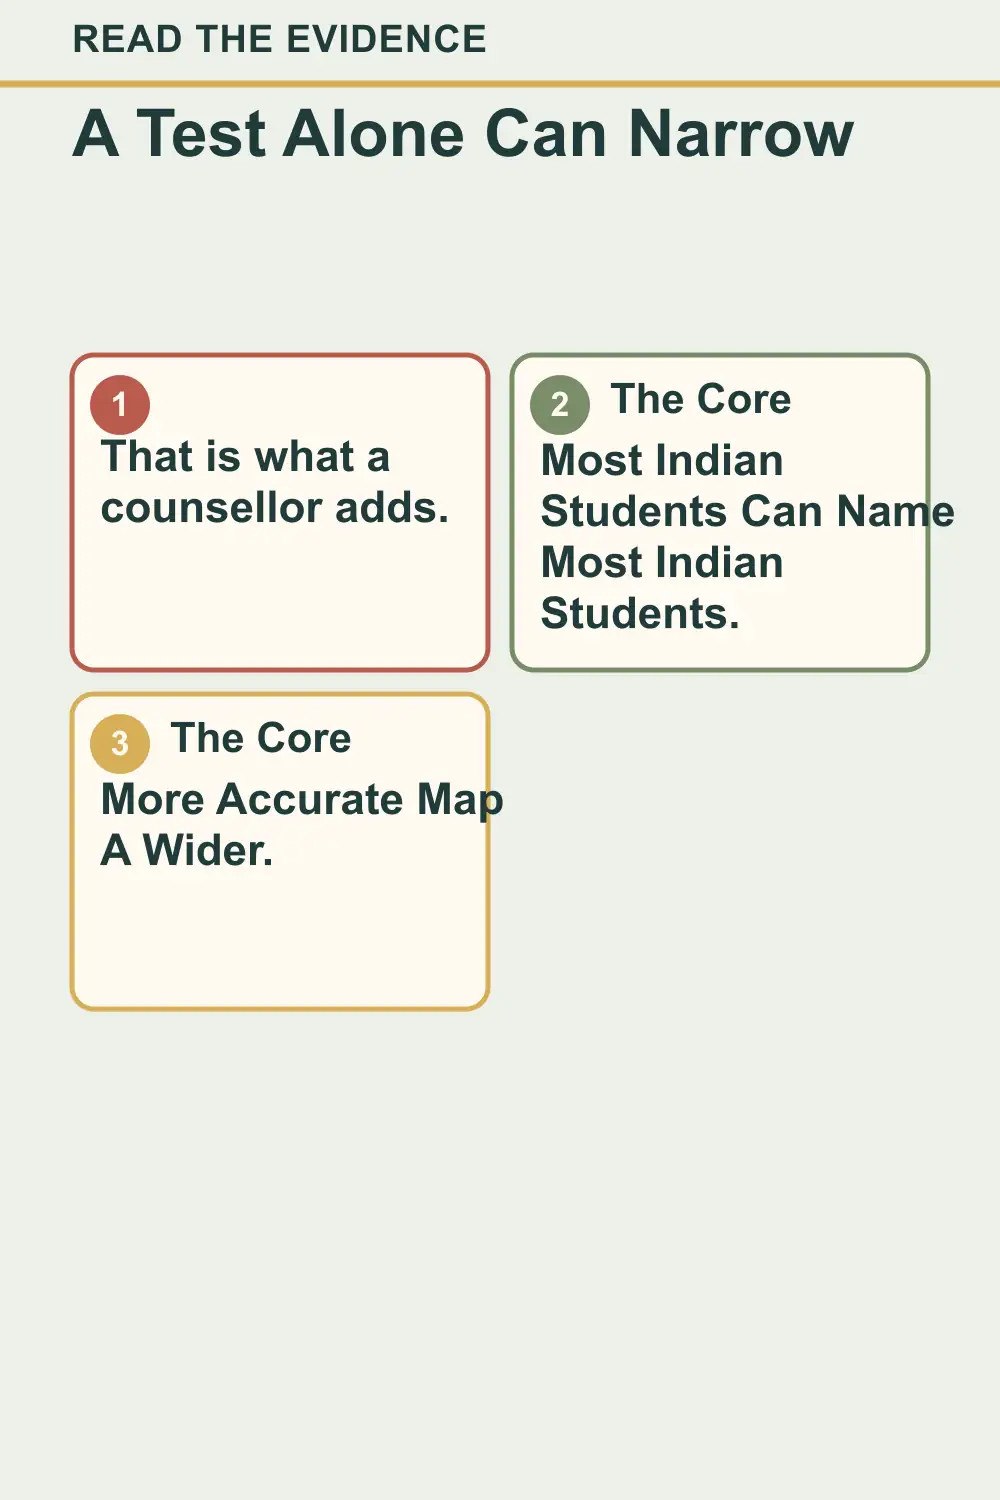 READ THE EVIDENCE
A Test Alone Can Narrow
1
That is what a
counsellor adds.
2
The Core
Most Indian
Students Can Name
Most Indian
Students.
3
The Core
More Accurate Map
A Wider.